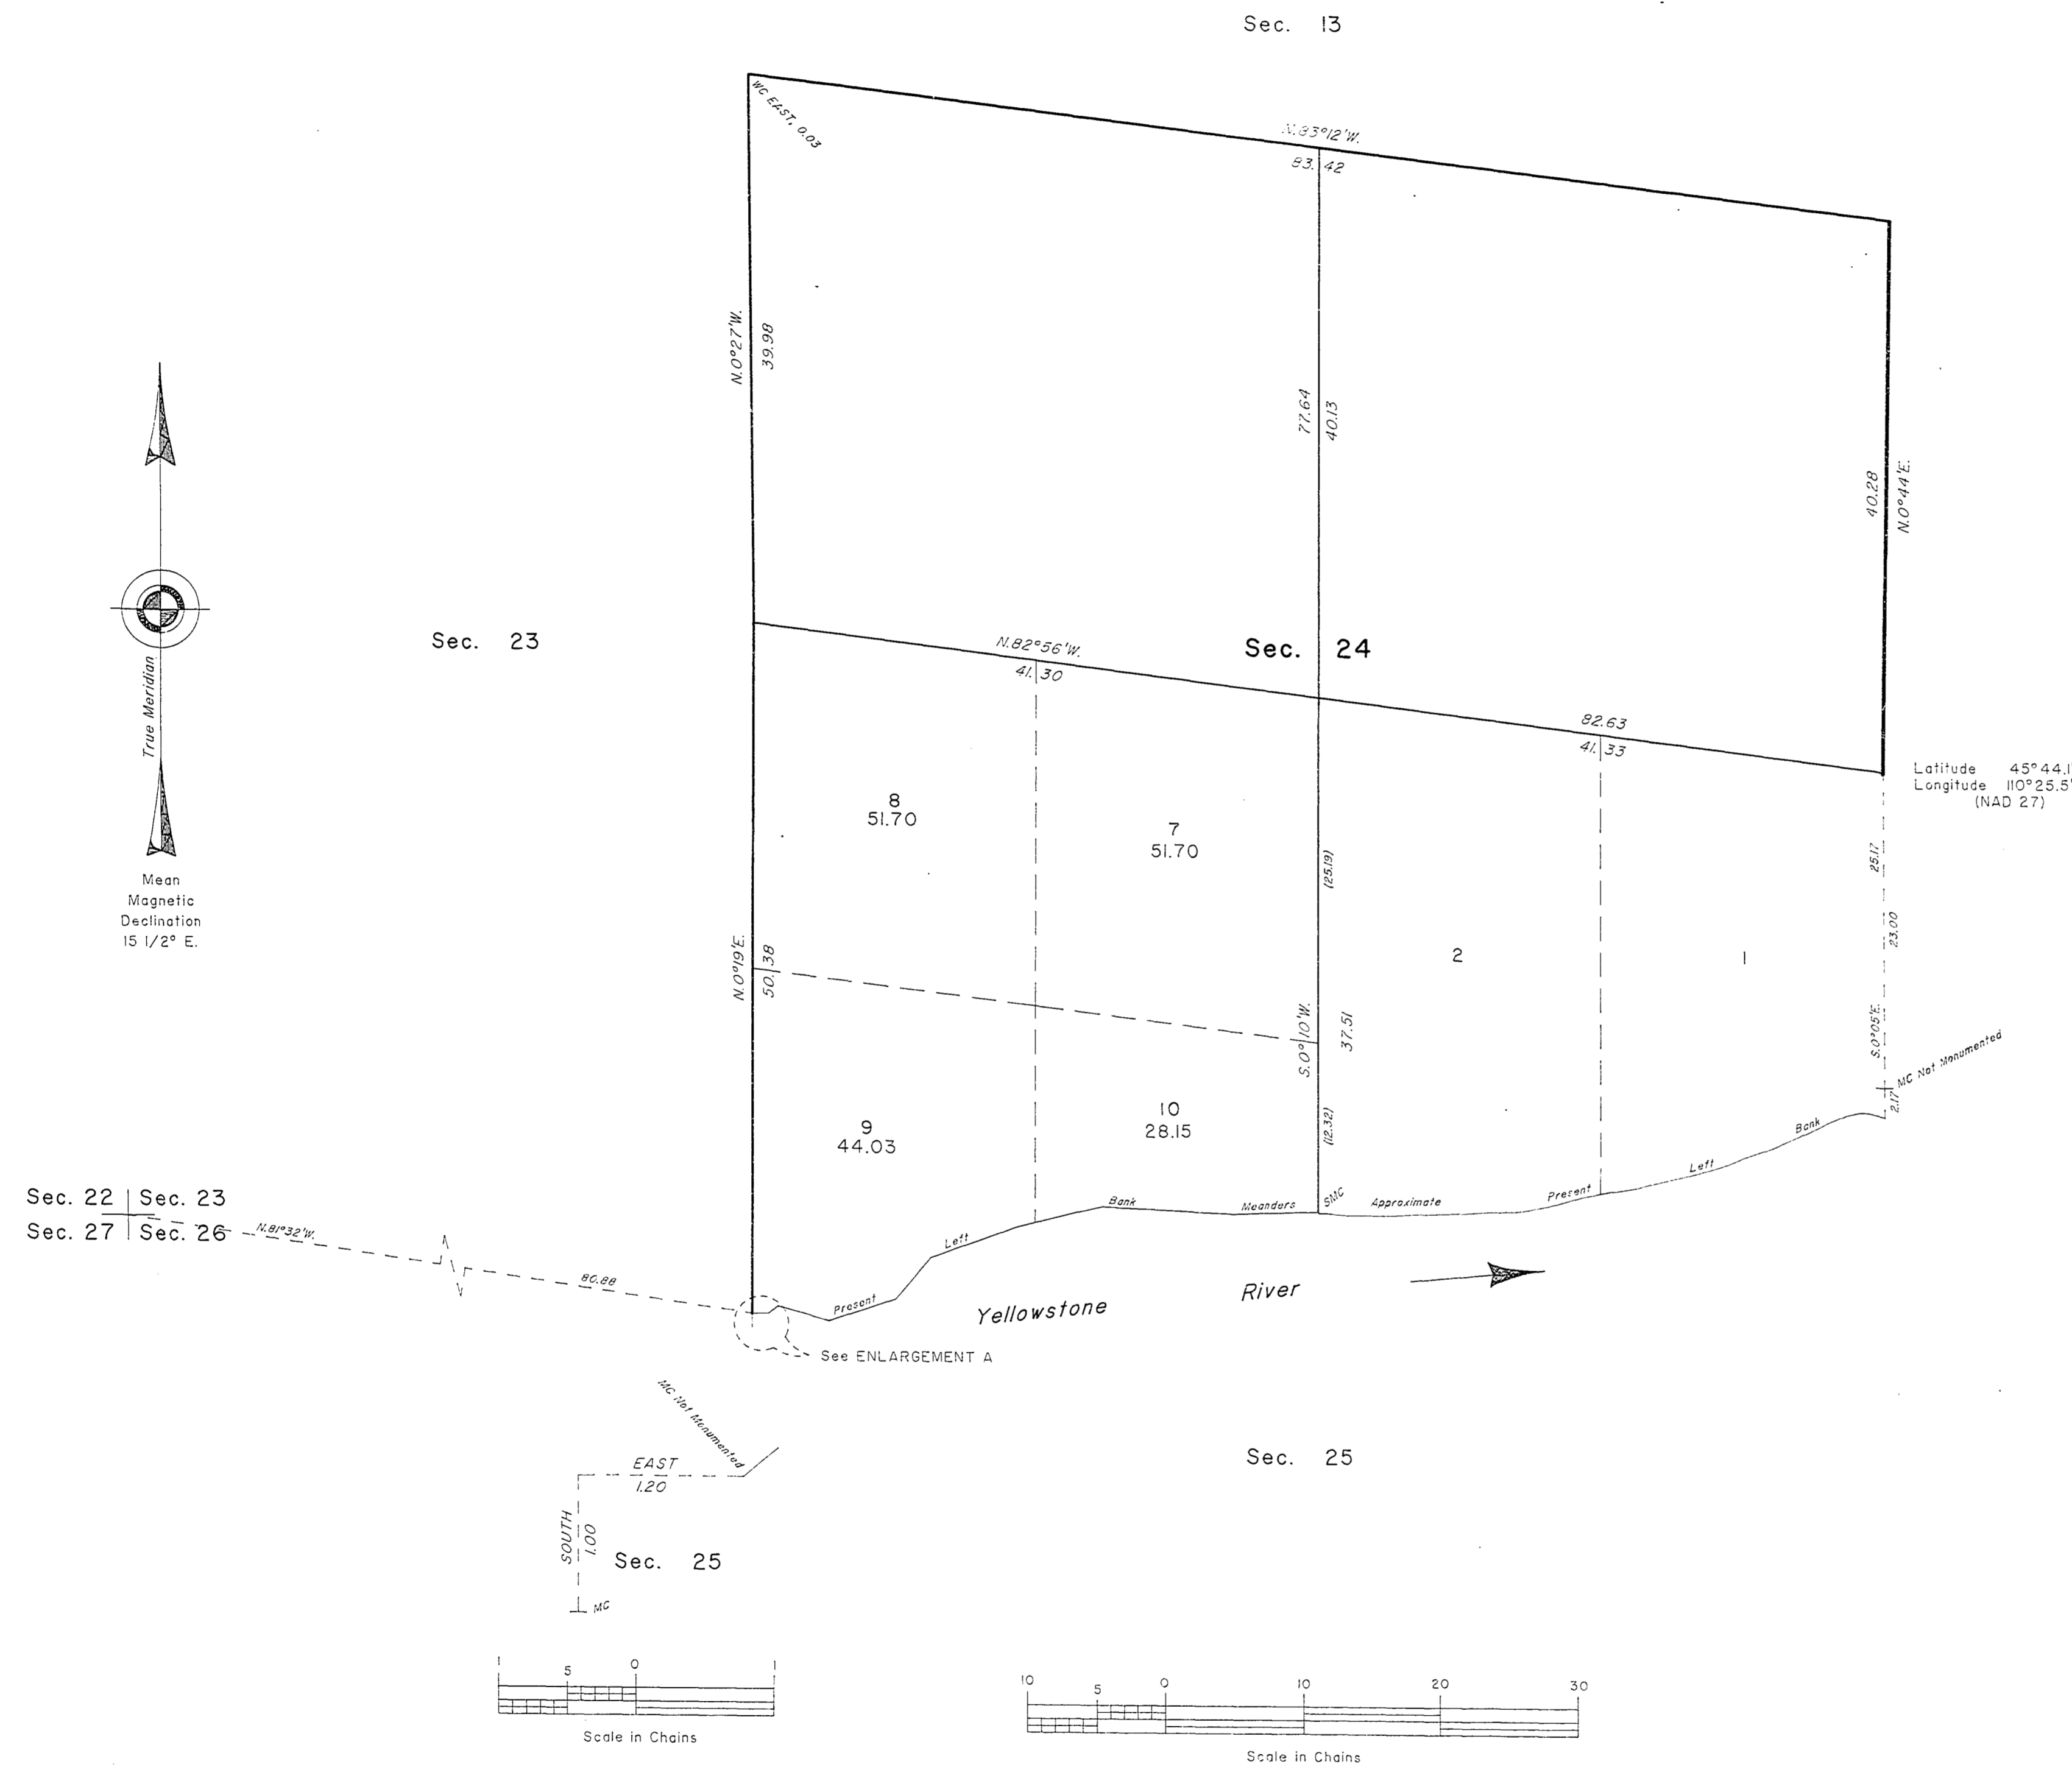 Sec. 13
WC EAST, 0.03
N.83°12'W.
83.42
N.0°27'W.
39.98
77.64
40.13
40.28
N.0°44'E.
Sec. 23
N.82°56'W.
41.30
Sec. 24
82.63
41.33
True Meridian
Latitude 45°44.1
Longitude 110°25.5'
(NAD 27)
8
51.70
7
51.70
(25.19)
25.17
Mean
Magnetic
Declination
15 1/2° E.
N.0°19'E.
50.38
2
1
23.00
S.0°10'W.
37.51
S.0°05'E.
MC Not Monumented
2.17
9
44.03
10
28.15
(12.32)
Sec. 22
Sec. 23
Sec. 27
Sec. 26
N.81°32'W.
80.88
Present
Left
Bank
Meanders
SMC
Approximate
Present
Left
Bank
Yellowstone
River
See ENLARGEMENT A
MC Not Monumented
EAST
1.20
SOUTH
1.00
Sec. 25
MC
Sec. 25
1 5 0 1
Scale in Chains
10 5 0 10 20 30
Scale in Chains